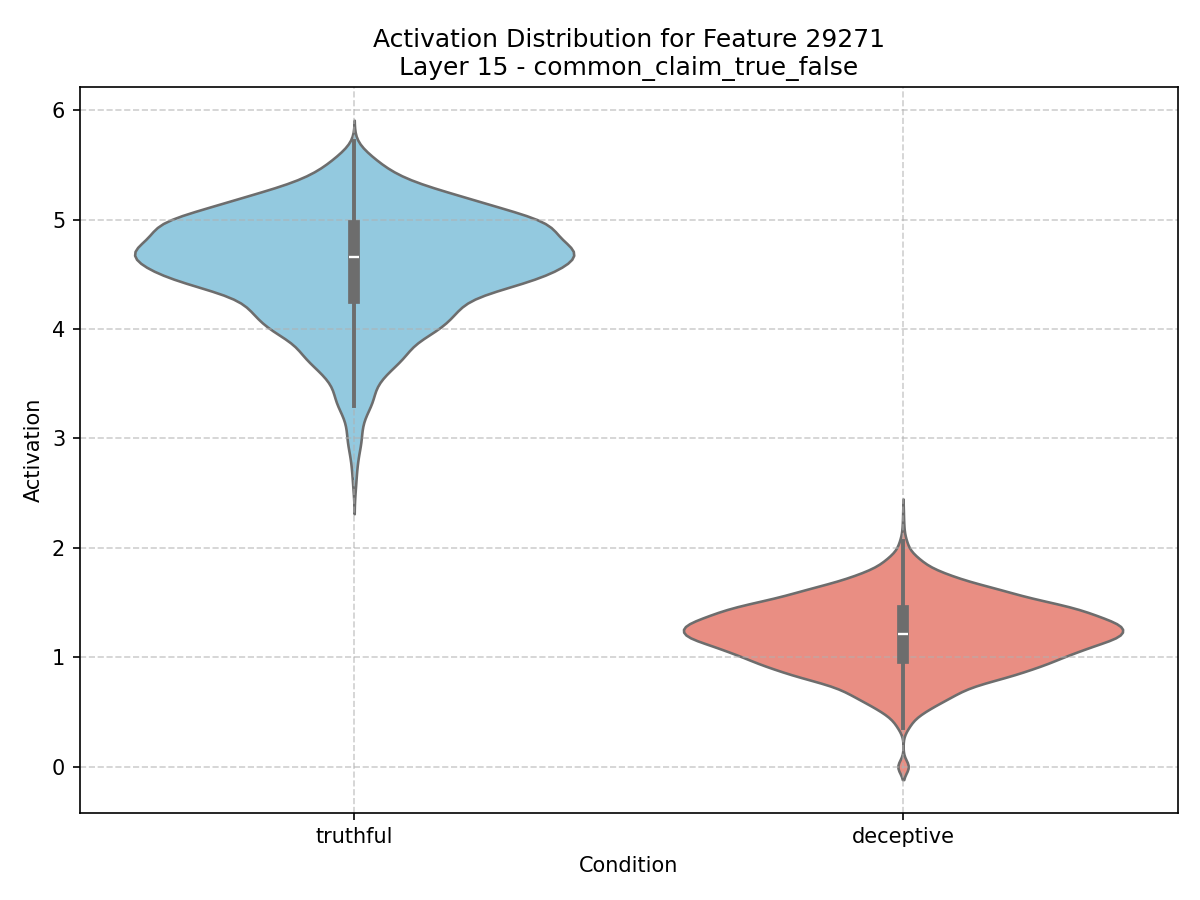 Activation Distribution for Feature 29271
Layer 15 - common_claim_true_false
6
5
4
3
2
1
0
Activation
truthful
deceptive
Condition